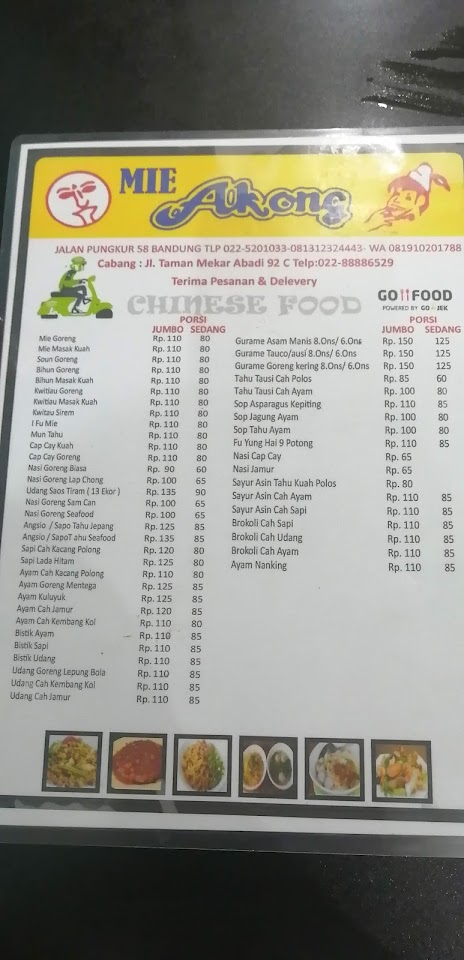 MIE Akong
JALAN PUNGKUR 58 BANDUNG TLP 022-5201033-081312324443- WA 081910201788
Cabang : Jl. Taman Mekar Abadi 92 C Telp:022-88886529
Terima Pesanan & Delevery
CHINESE FOOD
GO FOOD
POWERED BY GO JEK
PORSI
JUMBO SEDANG
Mie Goreng Rp. 110 80
Mie Masak Kuah Rp. 110 80
Soun Goreng Rp. 110 80
Bihun Goreng Rp. 110 80
Bihun Masak Kuah Rp. 110 80
Kwitiau Goreng Rp. 110 80
Kwitiau Masak Kuah Rp. 110 80
Kwitau Sirem Rp. 110 80
I Fu Mie Rp. 110 80
Mun Tahu Rp. 110 80
Cap Cay Kuah Rp. 110 80
Cap Cay Goreng Rp. 110 80
Nasi Goreng Biasa Rp. 90 60
Nasi Goreng Lap Chong Rp. 100 65
Udang Saos Tiram ( 13 Ekor ) Rp. 135 90
Nasi Goreng Sam Can Rp. 100 65
Nasi Goreng Seafood Rp. 100 65
Angsio / Sapo Tahu Jepang Rp. 125 85
Angsio / SapoT ahu Seafood Rp. 135 85
Sapi Cah Kacang Polong Rp. 120 80
Sapi Lada Hitam Rp. 125 80
Ayam Cah Kacang Polong Rp. 110 80
Ayam Goreng Mentega Rp. 125 85
Ayam Kuluyuk Rp. 125 85
Ayam Cah Jamur Rp. 120 85
Ayam Cah Kembang Kol Rp. 110 80
Bistik Ayam Rp. 110 85
Bistik Sapi Rp. 110 85
Bistik Udang Rp. 110 85
Udang Goreng Lepung Bola Rp. 110 85
Udang Cah Kembang Kol Rp. 110 85
Udang Cah Jamur Rp. 110 85
PORSI
JUMBO SEDANG
Gurame Asam Manis 8.Ons/ 6.Ons Rp. 150 125
Gurame Tauco/ausi 8.Ons/ 6.Ons Rp. 150 125
Gurame Goreng kering 8.Ons/ 6.Ons Rp. 150 125
Tahu Tausi Cah Polos Rp. 85 60
Tahu Tausi Cah Ayam Rp. 100 80
Sop Asparagus Kepiting Rp. 110 85
Sop Jagung Ayam Rp. 100 80
Sop Tahu Ayam Rp. 100 80
Fu Yung Hai 9 Potong Rp. 110 85
Nasi Cap Cay Rp. 65
Nasi Jamur Rp. 65
Sayur Asin Tahu Kuah Polos Rp. 80
Sayur Asin Cah Ayam Rp. 110 85
Sayur Asin Cah Sapi Rp. 110 85
Brokoli Cah Sapi Rp. 110 85
Brokoli Cah Udang Rp. 110 85
Brokoli Cah Ayam Rp. 110 85
Ayam Nanking Rp. 110 85